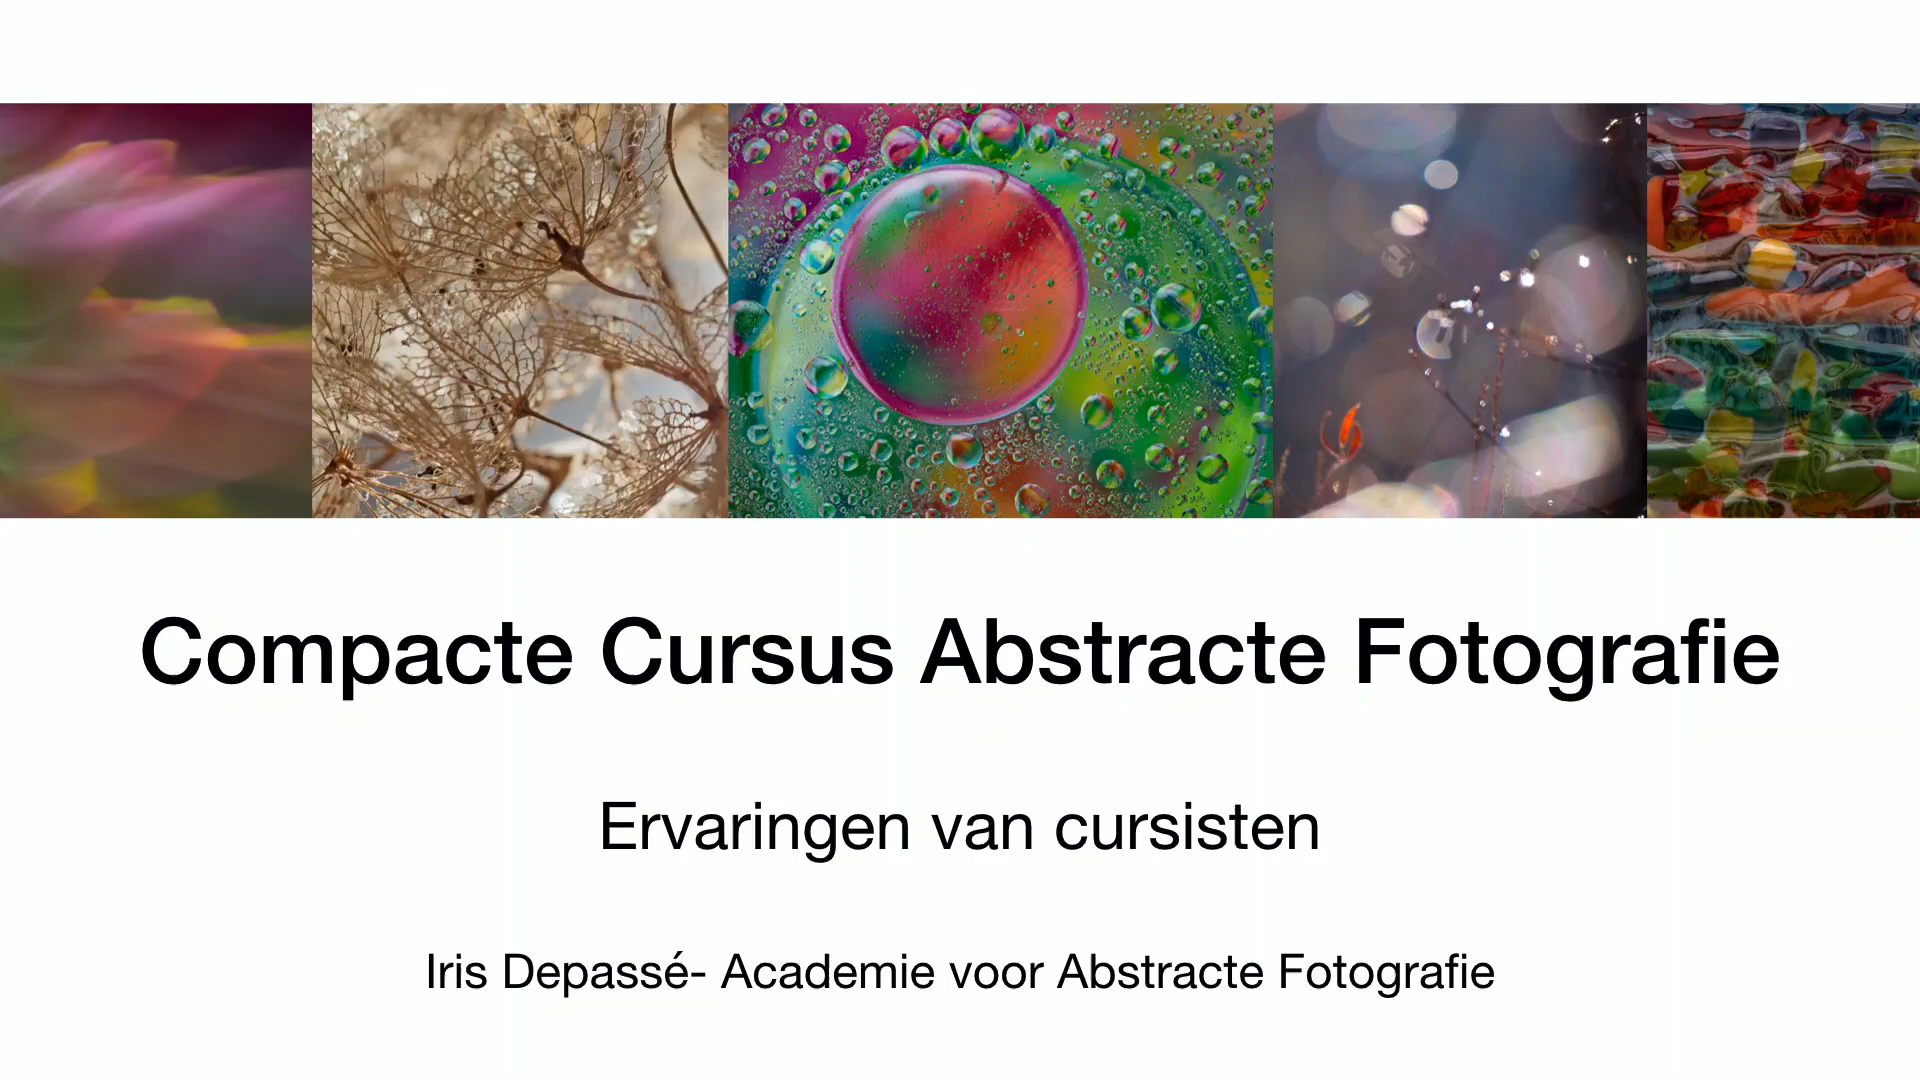 Compacte Cursus Abstracte Fotografie
Ervaringen van cursisten
Iris Depassé- Academie voor Abstracte Fotografie